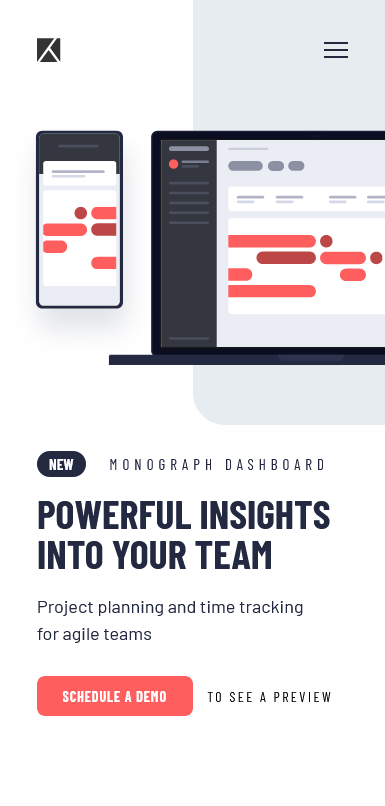 NEW MONOGRAPH DASHBOARD
POWERFUL INSIGHTS
INTO YOUR TEAM
Project planning and time tracking
for agile teams
SCHEDULE A DEMO TO SEE A PREVIEW